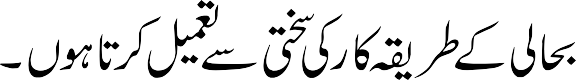 بحالی کے طریقہ کار کی سختی سے تعمیل کرتا ہوں۔